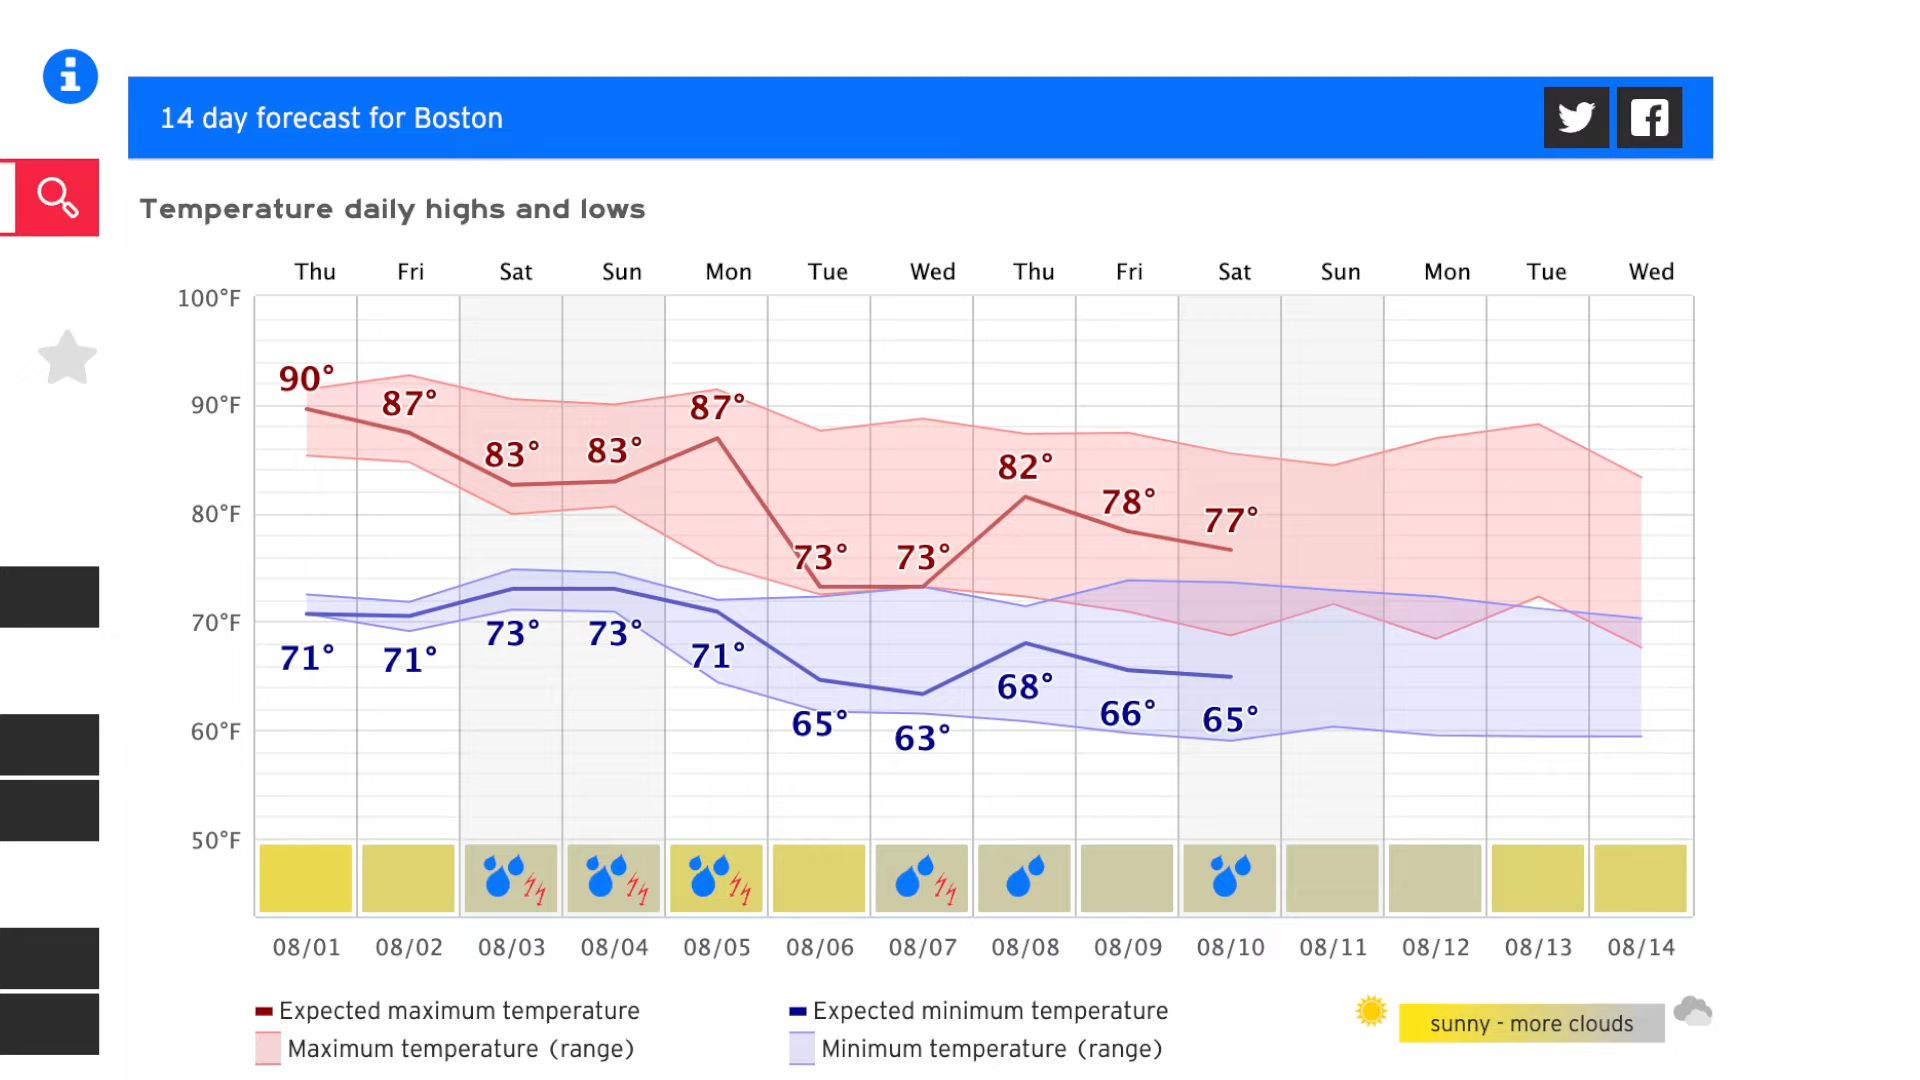 14 day forecast for Boston
Temperature daily highs and lows
Thu Fri Sat Sun Mon Tue Wed Thu Fri Sat Sun Mon Tue Wed
100°F
90°F
80°F
70°F
60°F
50°F
90° 87° 83° 83° 87° 73° 73° 82° 78° 77°
71° 71° 73° 73° 71° 65° 63° 68° 66° 65°
08/01 08/02 08/03 08/04 08/05 08/06 08/07 08/08 08/09 08/10 08/11 08/12 08/13 08/14
Expected maximum temperature
Expected minimum temperature
sunny - more clouds
Maximum temperature (range)
Minimum temperature (range)